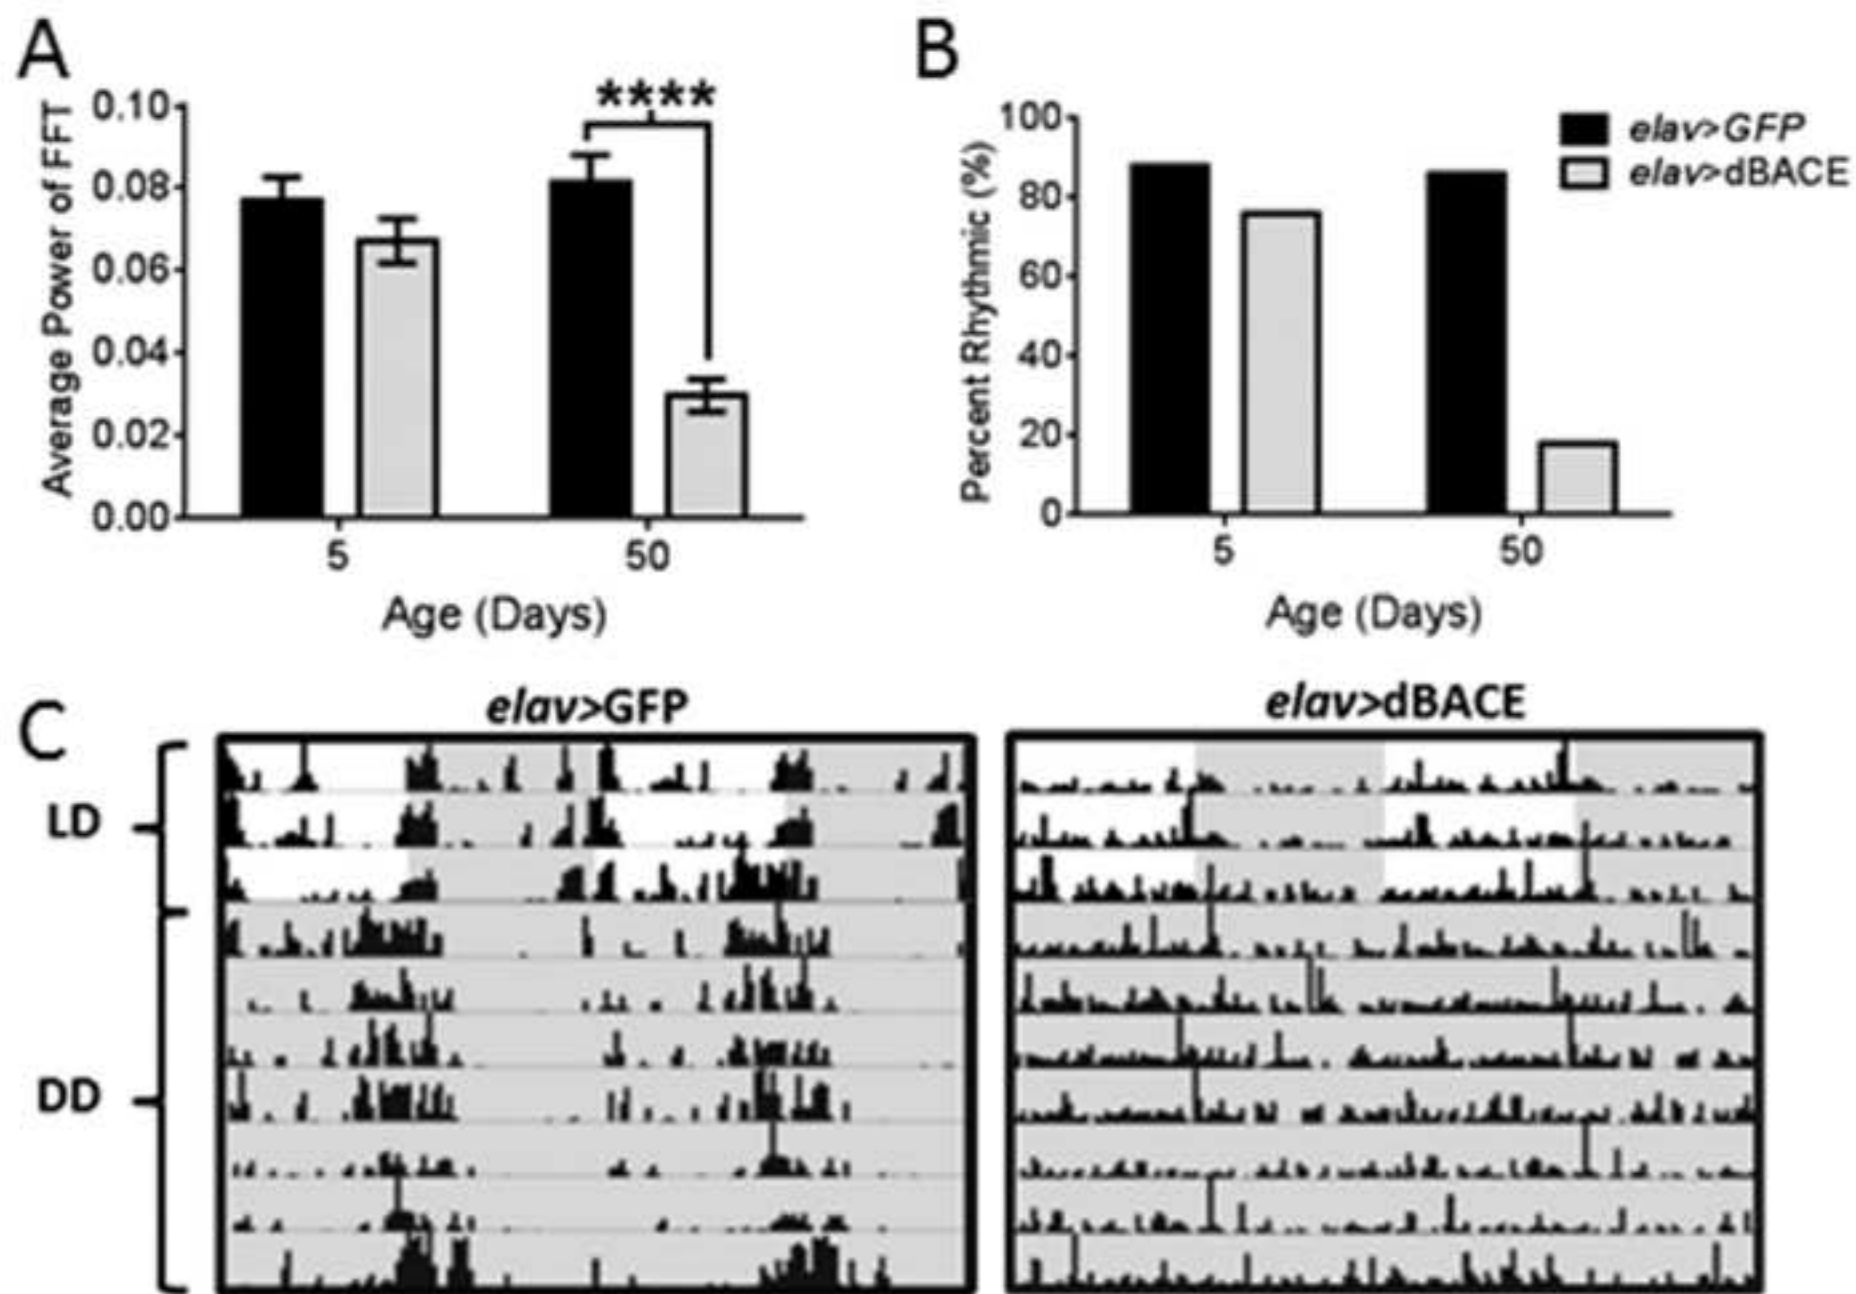 A
B
Average Power of FFT
0.10
0.08
0.06
0.04
0.02
0.00
****
5
50
Age (Days)
Percent Rhythmic (%)
100
80
60
40
20
0
5
50
Age (Days)
elav>GFP
elav>dBACE
C
elav>GFP
elav>dBACE
LD
DD